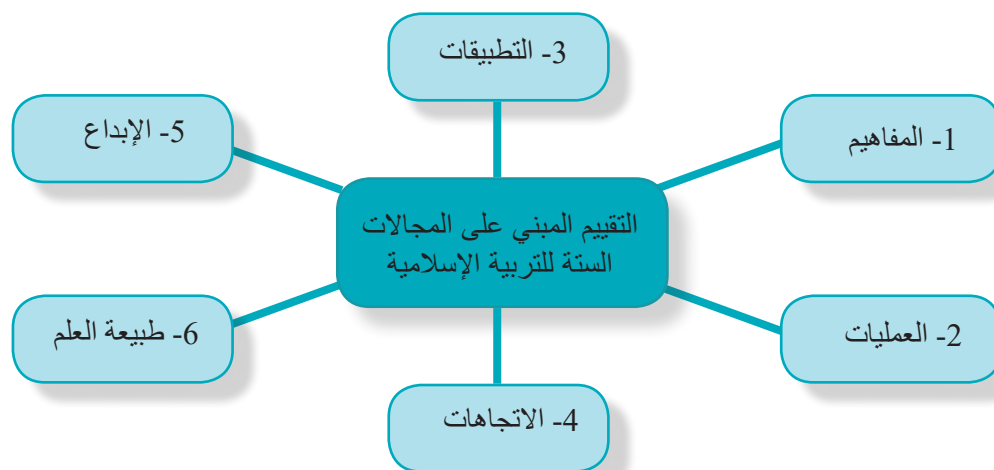 3- التطبيقات
5- الإبداع
1- المفاهيم
التقييم المبني على المجالات
الستة للتربية الإسلامية
6- طبيعة العلم
2- العمليات
4- الاتجاهات